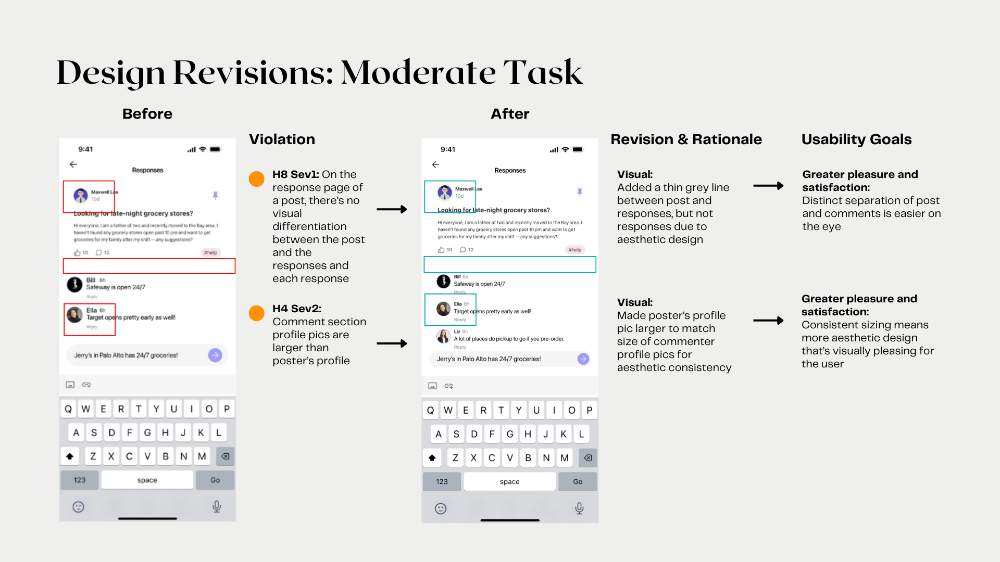 Design Revisions: Moderate Task
Before
9:41
Responses
Maxwell Lee
10d
Looking for late-night grocery stores?
Hi everyone, I am a father of two and recently moved to the Bay area. I
haven't found any grocery stores open past 10 pm and want to get
groceries for my family after my shift -- any suggestions?
10 12 #help
Bill 6h
Safeway is open 24/7
Reply
Ella 6h
Target opens pretty early as well!
Reply
Jerry's in Palo Alto has 24/7 groceries!
Q W E R T Y U I O P
A S D F G H J K L
Z X C V B N M
123 space Go
Violation
H8 Sev1: On the
response page of
a post, there's no
visual
differentiation
between the post
and the
responses and
each response
H4 Sev2:
Comment section
profile pics are
larger than
poster's profile
After
9:41
Responses
Maxwell Lee
10d
Looking for late-night grocery stores?
Hi everyone, I am a father of two and recently moved to the Bay area. I
haven't found any grocery stores open past 10 pm and want to get
groceries for my family after my shift -- any suggestions?
10 12 #help
Bill 6h
Safeway is open 24/7
Reply
Ella 6h
Target opens pretty early as well!
Reply
Liz 6h
A lot of places do pickup to go if you pre-order.
Reply
Jerry's in Palo Alto has 24/7 groceries!
Q W E R T Y U I O P
A S D F G H J K L
Z X C V B N M
123 space Go
Revision & Rationale
Visual:
Added a thin grey line
between post and
responses, but not
responses due to
aesthetic design
Visual:
Made poster's profile
pic larger to match
size of commenter
profile pics for
aesthetic consistency
Usability Goals
Greater pleasure and
satisfaction:
Distinct separation of post
and comments is easier on
the eye
Greater pleasure and
satisfaction:
Consistent sizing means
more aesthetic design
that's visually pleasing for
the user